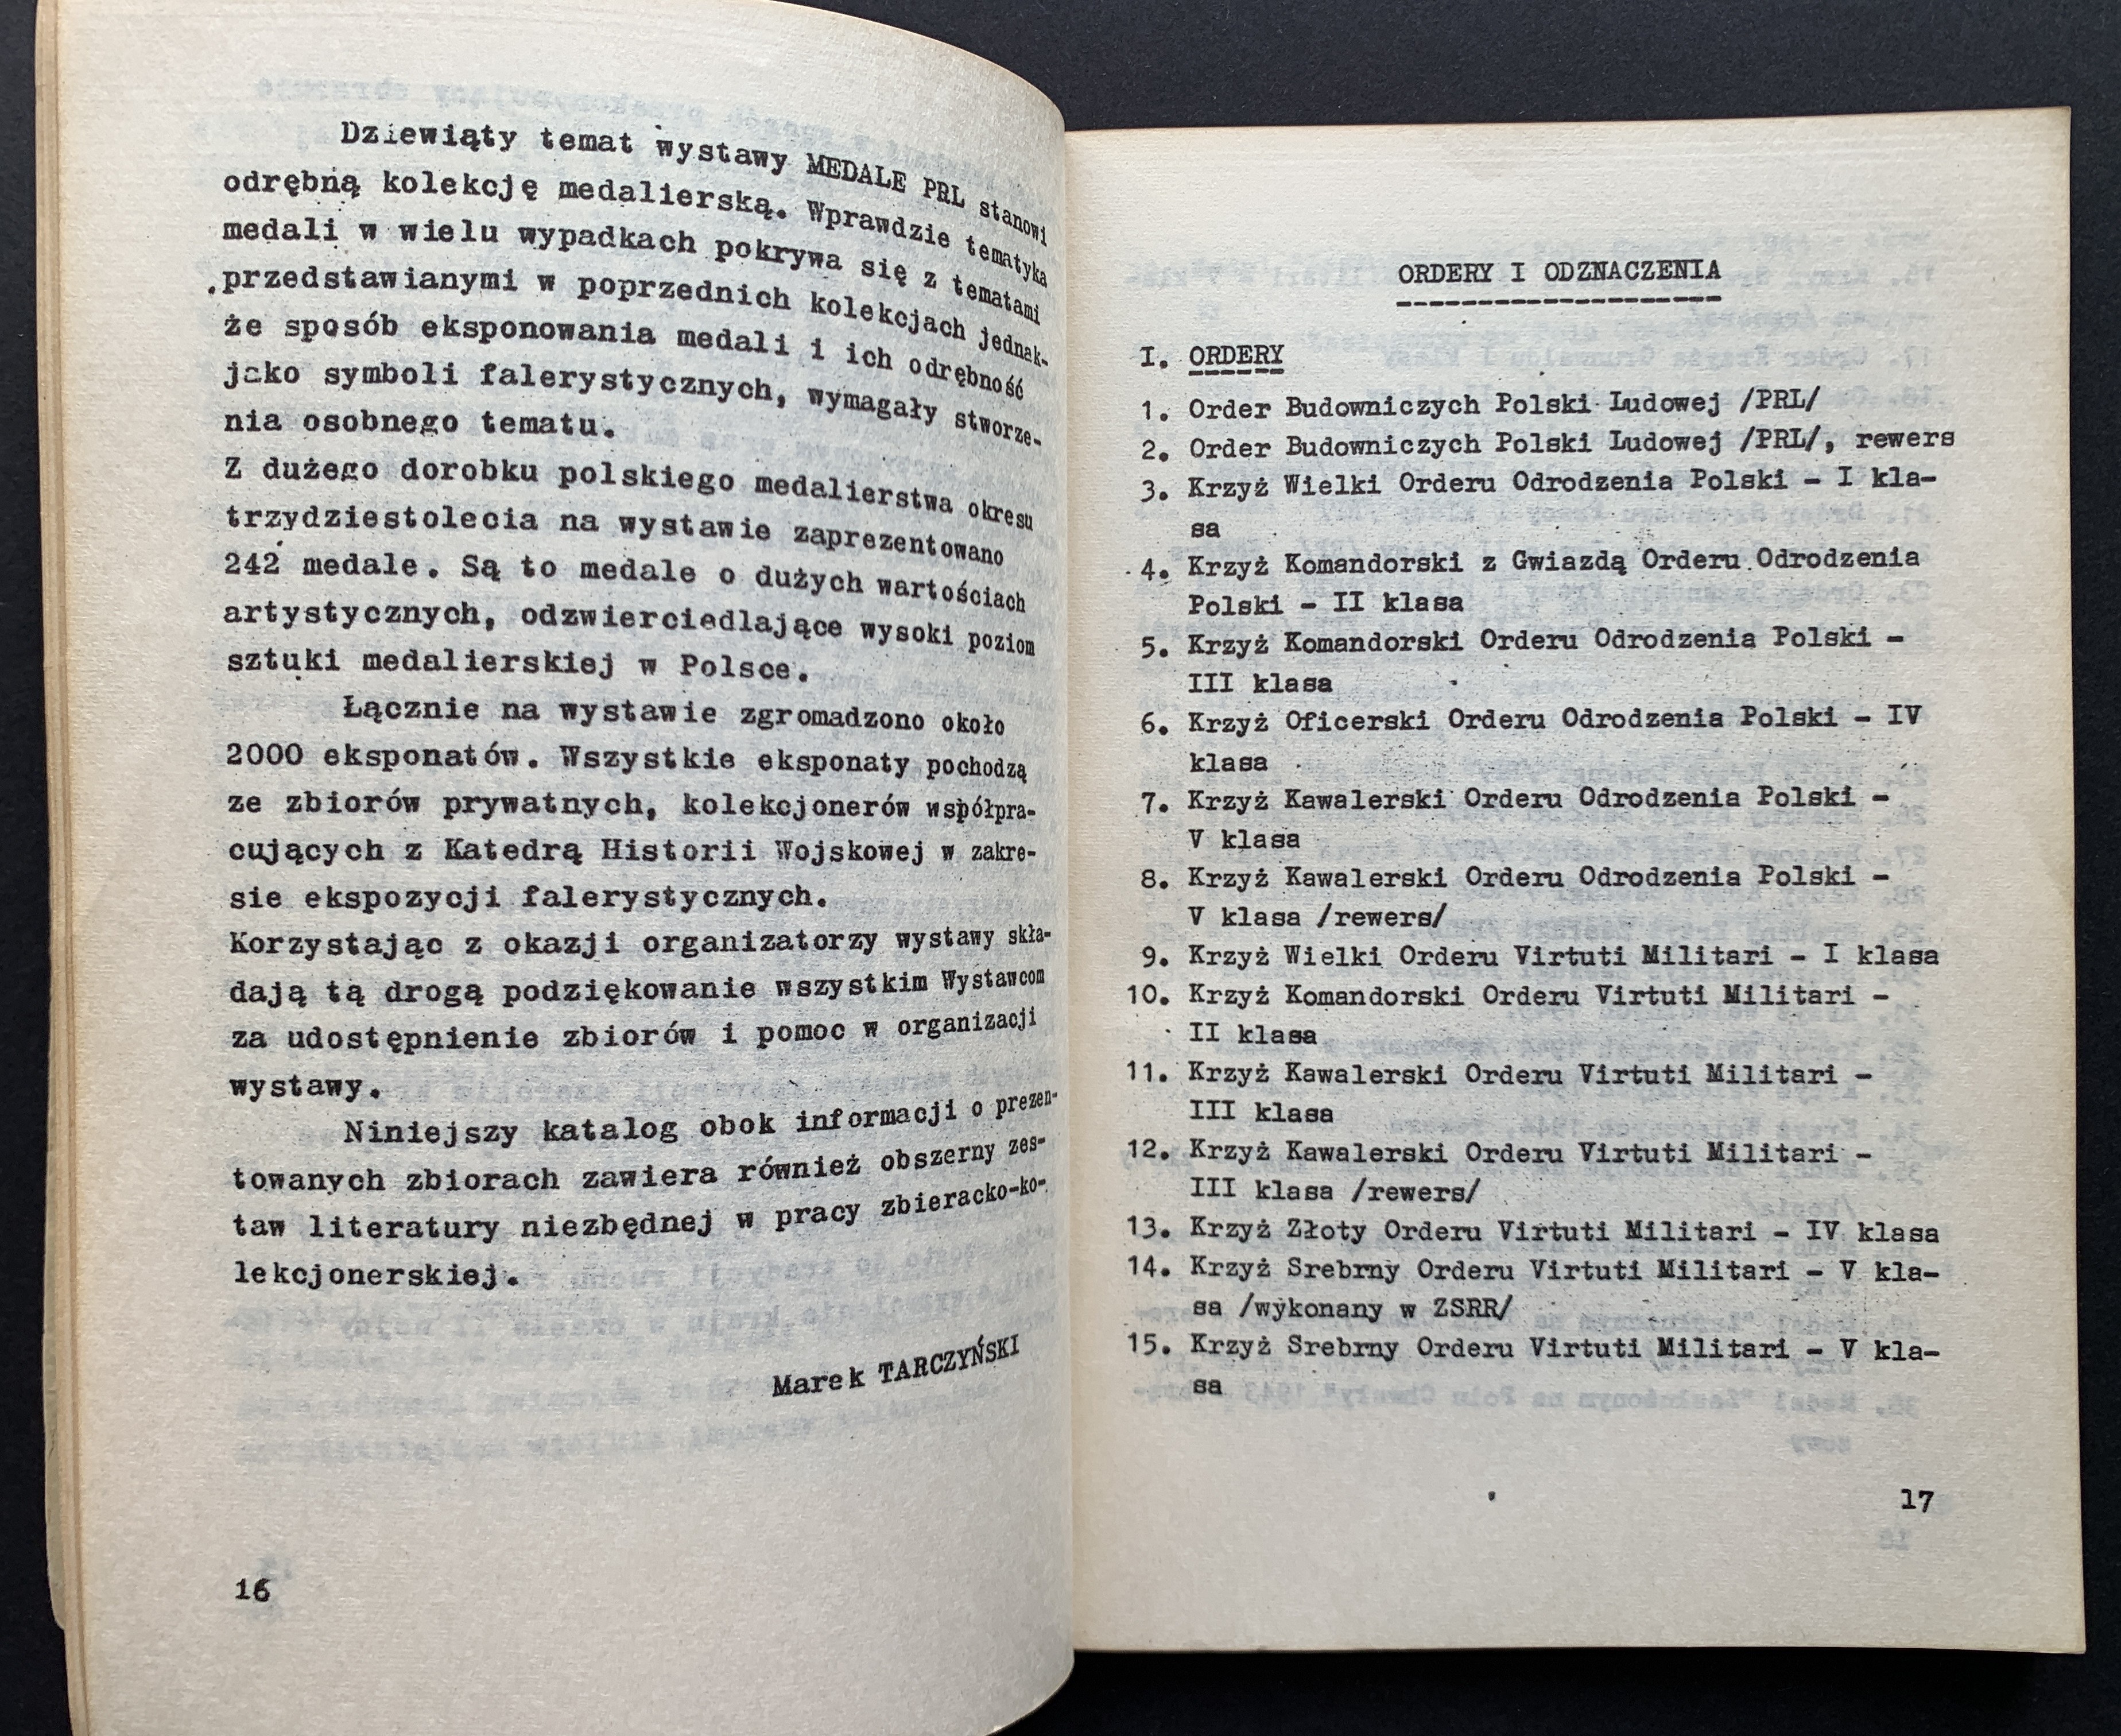 Dziewiąty temat wystawy MEDALE PRL stanowi
odrębną kolekcję medalierską. Wprawdzie tematyka
medali w wielu wypadkach pokrywa się z tematami
przedstawianymi w poprzednich kolekcjach jednak-
że sposób eksponowania medali i ich odrębność
jako symboli falerystycznych, wymagały stworze-
nia osobnego tematu.
Z dużego dorobku polskiego medalierstwa okresu
trzydziestolecia na wystawie zaprezentowano
242 medale. Są to medale o dużych wartościach
artystycznych, odzwierciedlające wysoki poziom
sztuki medalierskiej w Polsce.
Łącznie na wystawie zgromadzono około
2000 eksponatów. Wszystkie eksponaty pochodzą
ze zbiorów prywatnych, kolekcjonerów współpra-
cujących z Katedrą Historii Wojskowej w zakre-
sie ekspozycji falerystycznych.
Korzystając z okazji organizatorzy wystawy skła-
dają tą drogą podziękowanie wszystkim Wystawcom
za udostępnienie zbiorów i pomoc w organizacji
wystawy.
Niniejszy katalog obok informacji o prezen-
towanych zbiorach zawiera również obszerny zes-
taw literatury niezbędnej w pracy zbieracko-ko-
lekcjonerskiej.
Marek TARCZYŃSKI
16
ORDERY I ODZNACZENIA
I. ORDERY
1. Order Budowniczych Polski Ludowej /PRL/
2. Order Budowniczych Polski Ludowej /PRL/, rewers
3. Krzyż Wielki Orderu Odrodzenia Polski - I kla-
sa
4. Krzyż Komandorski z Gwiazdą Orderu Odrodzenia
Polski - II klasa
5. Krzyż Komandorski Orderu Odrodzenia Polski -
III klasa
6. Krzyż Oficerski Orderu Odrodzenia Polski - IV
klasa
7. Krzyż Kawalerski Orderu Odrodzenia Polski -
V klasa
8. Krzyż Kawalerski Orderu Odrodzenia Polski -
V klasa /rewers/
9. Krzyż Wielki Orderu Virtuti Militari - I klasa
10. Krzyż Komandorski Orderu Virtuti Militari -
II klasa
11. Krzyż Kawalerski Orderu Virtuti Militari -
III klasa
12. Krzyż Kawalerski Orderu Virtuti Militari -
III klasa /rewers/
13. Krzyż Złoty Orderu Virtuti Militari - IV klasa
14. Krzyż Srebrny Orderu Virtuti Militari - V kla-
sa /wykonany w ZSRR/
15. Krzyż Srebrny Orderu Virtuti Militari - V kla-
sa
17